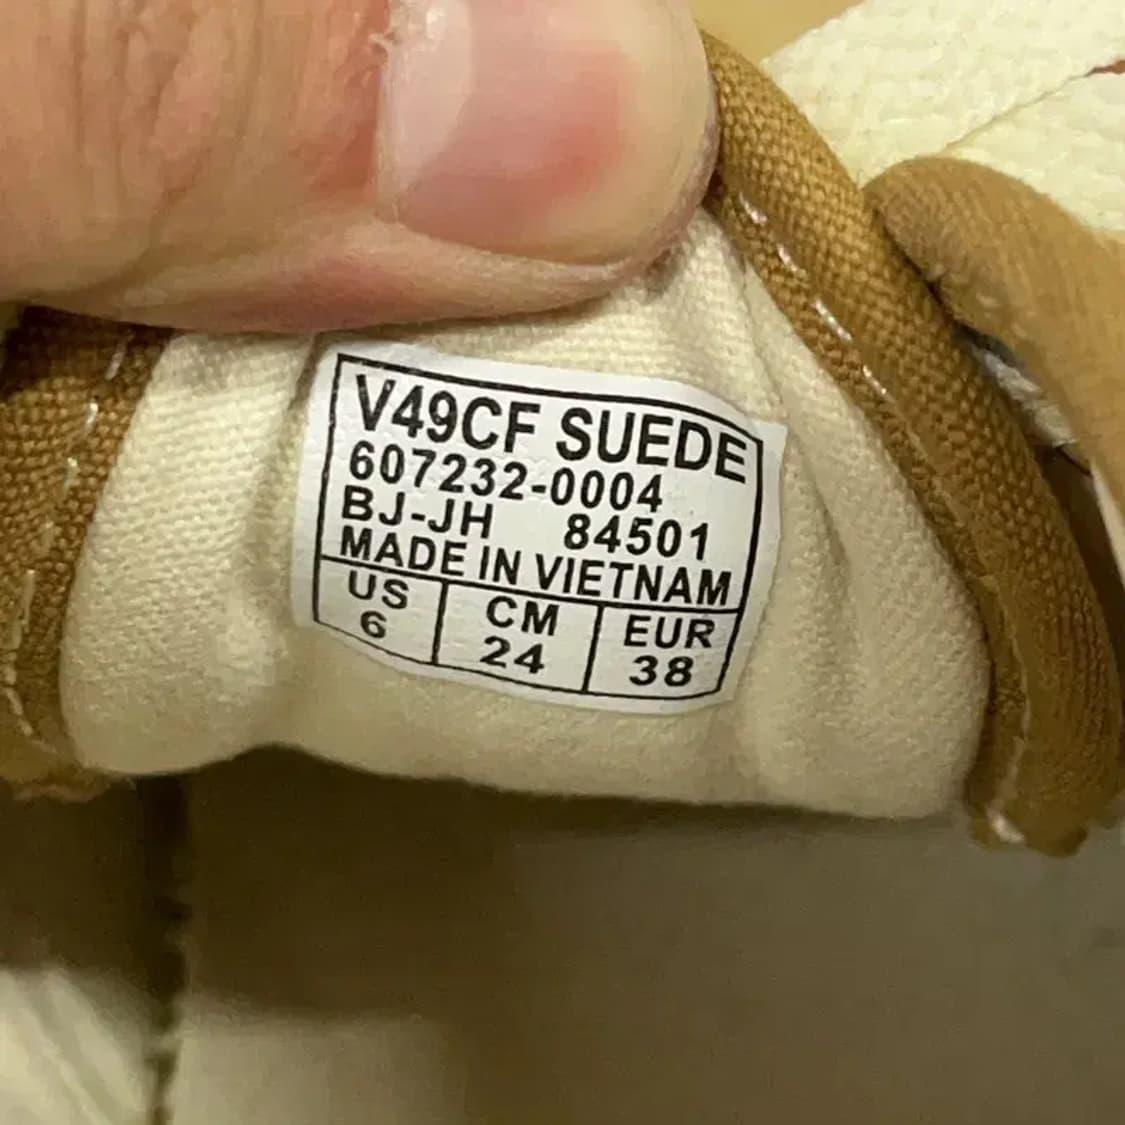 V49CF SUEDE
607232-0004
BJ-JH 84501
MADE IN VIETNAM
US CM EUR
6 24 38